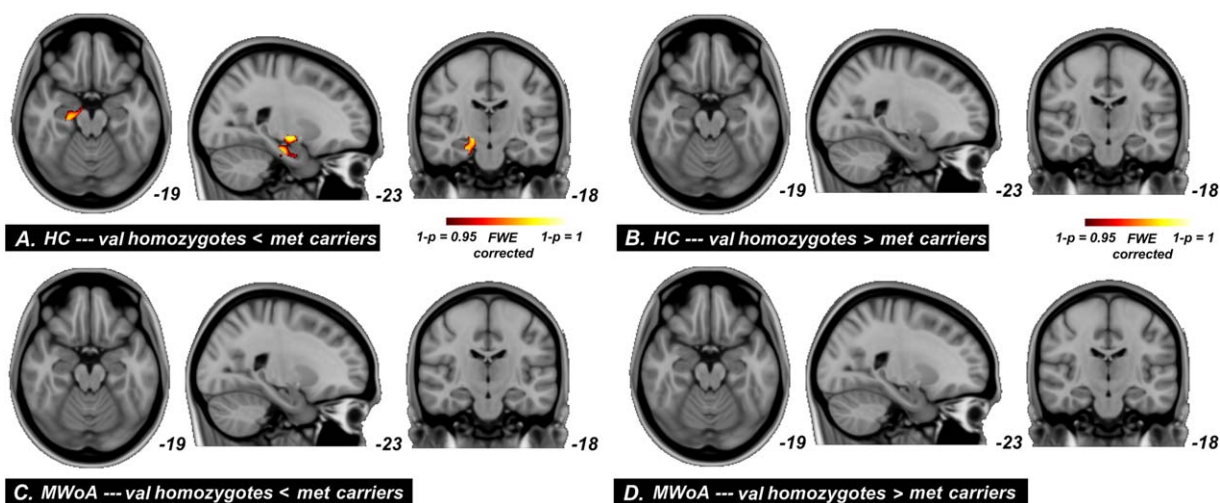 -19
-23
-18
A. HC --- val homozygotes < met carriers
1-p = 0.95 FWE 1-p = 1
corrected
-19
-23
-18
B. HC --- val homozygotes > met carriers
1-p = 0.95 FWE 1-p = 1
corrected
-19
-23
-18
C. MWoA --- val homozygotes < met carriers
-19
-23
-18
D. MWoA --- val homozygotes > met carriers